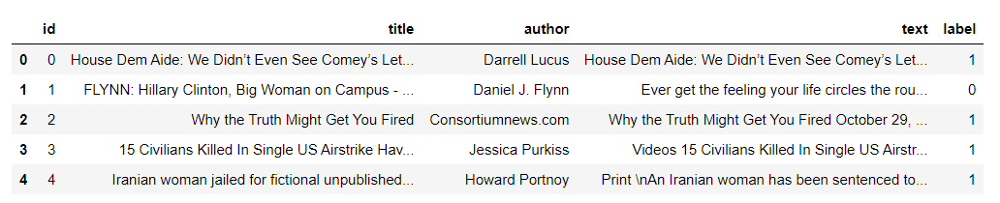 id title author text label
0 0 House Dem Aide: We Didn’t Even See Comey’s Let... Darrell Lucus House Dem Aide: We Didn’t Even See Comey’s Let... 1
1 1 FLYNN: Hillary Clinton, Big Woman on Campus - ... Daniel J. Flynn Ever get the feeling your life circles the rou... 0
2 2 Why the Truth Might Get You Fired Consortiumnews.com Why the Truth Might Get You Fired October 29, ... 1
3 3 15 Civilians Killed In Single US Airstrike Hav... Jessica Purkiss Videos 15 Civilians Killed In Single US Airstr... 1
4 4 Iranian woman jailed for fictional unpublished... Howard Portnoy Print \nAn Iranian woman has been sentenced to... 1